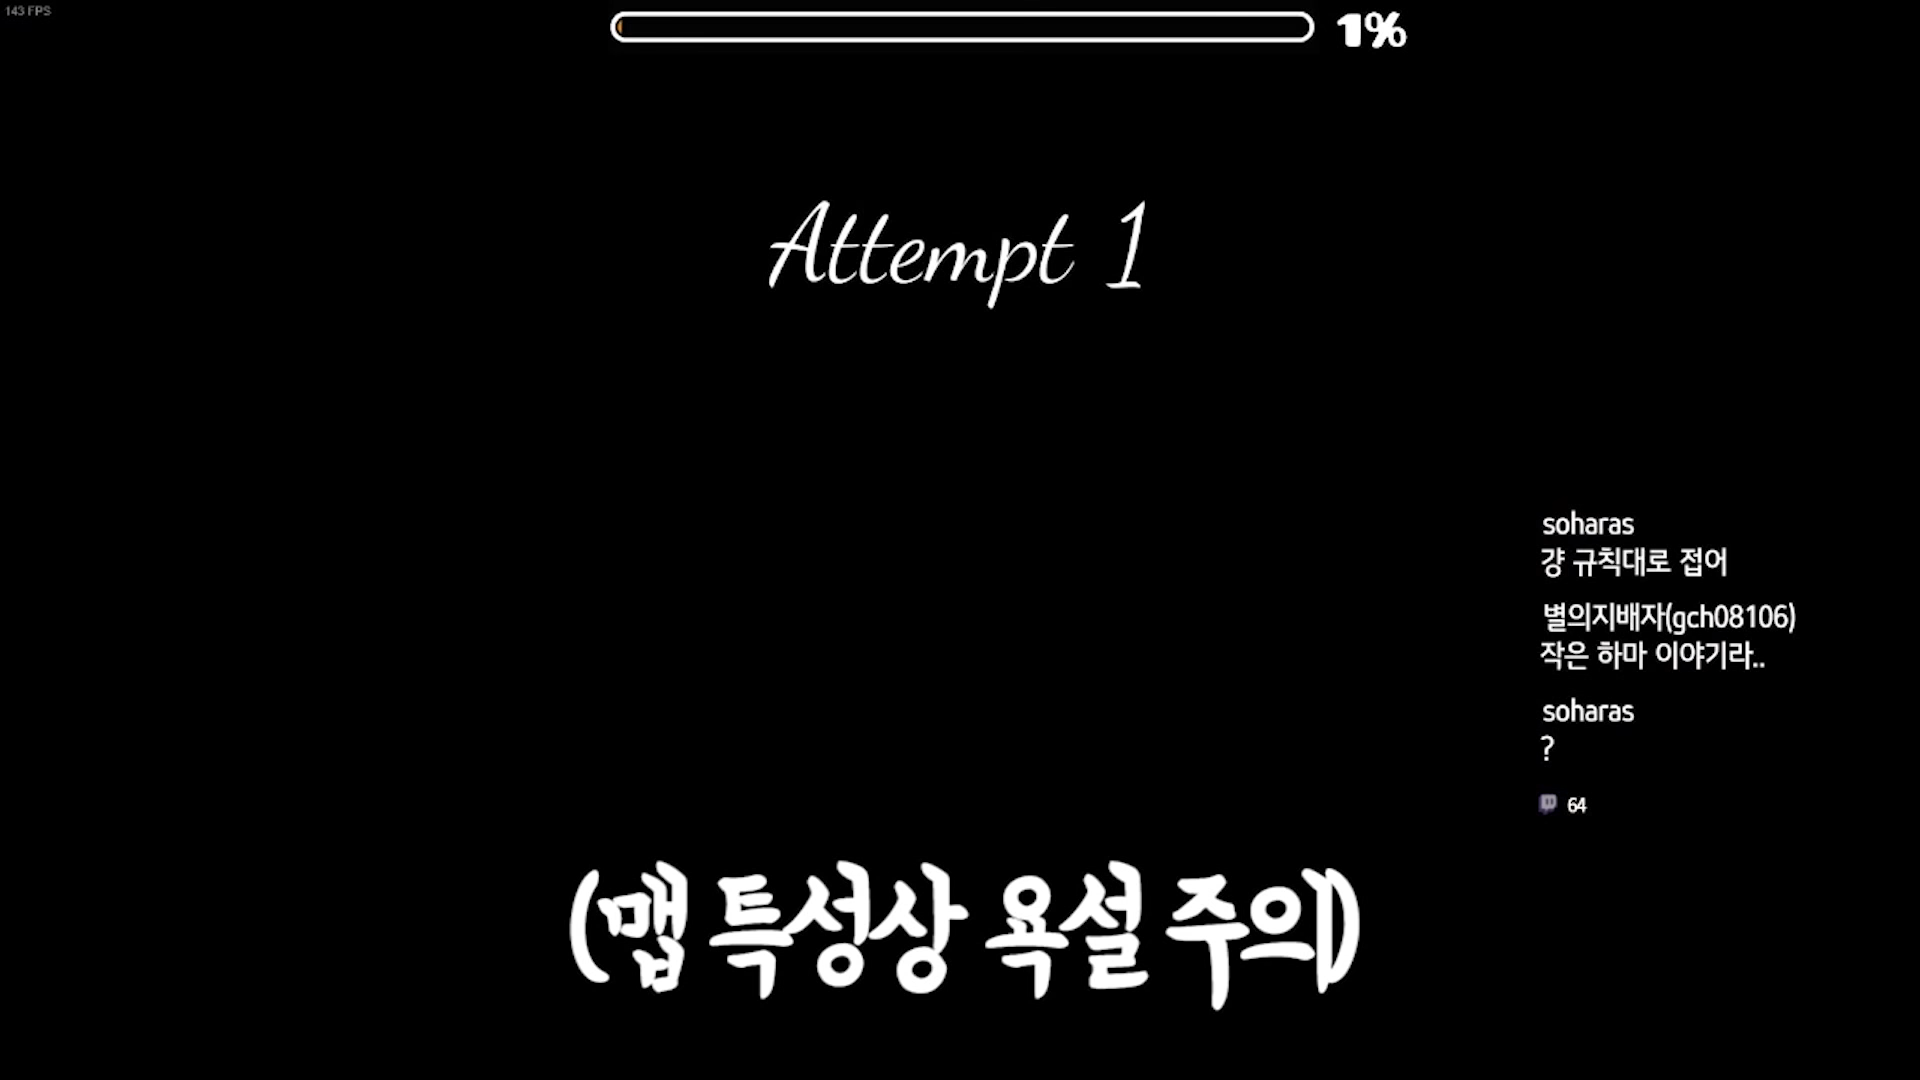 143 FPS
1%
Attempt 1
soharas
걍 규칙대로 접어
별의지배자(gch08106)
작은 하마 이야기라..
soharas
?
64
(맵 특성상 욕설 주의)